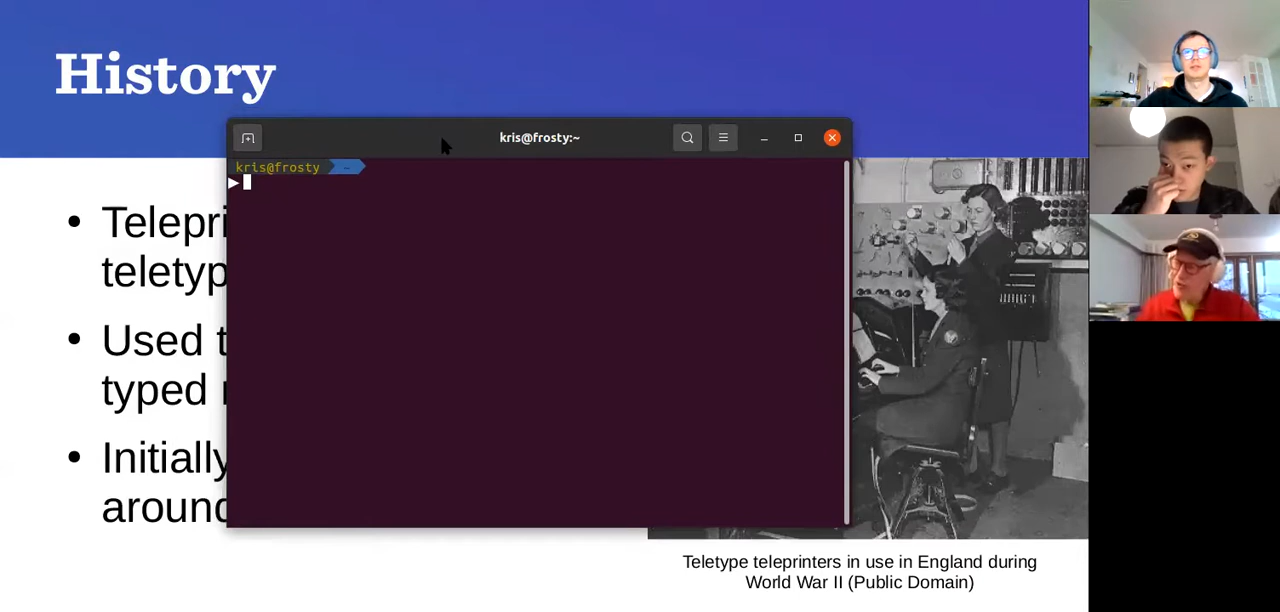 History
kris@frosty:~
kris@frosty ~
Telepri
teletyp
Used t
typed
Initially
around
Teletype teleprinters in use in England during
World War II (Public Domain)